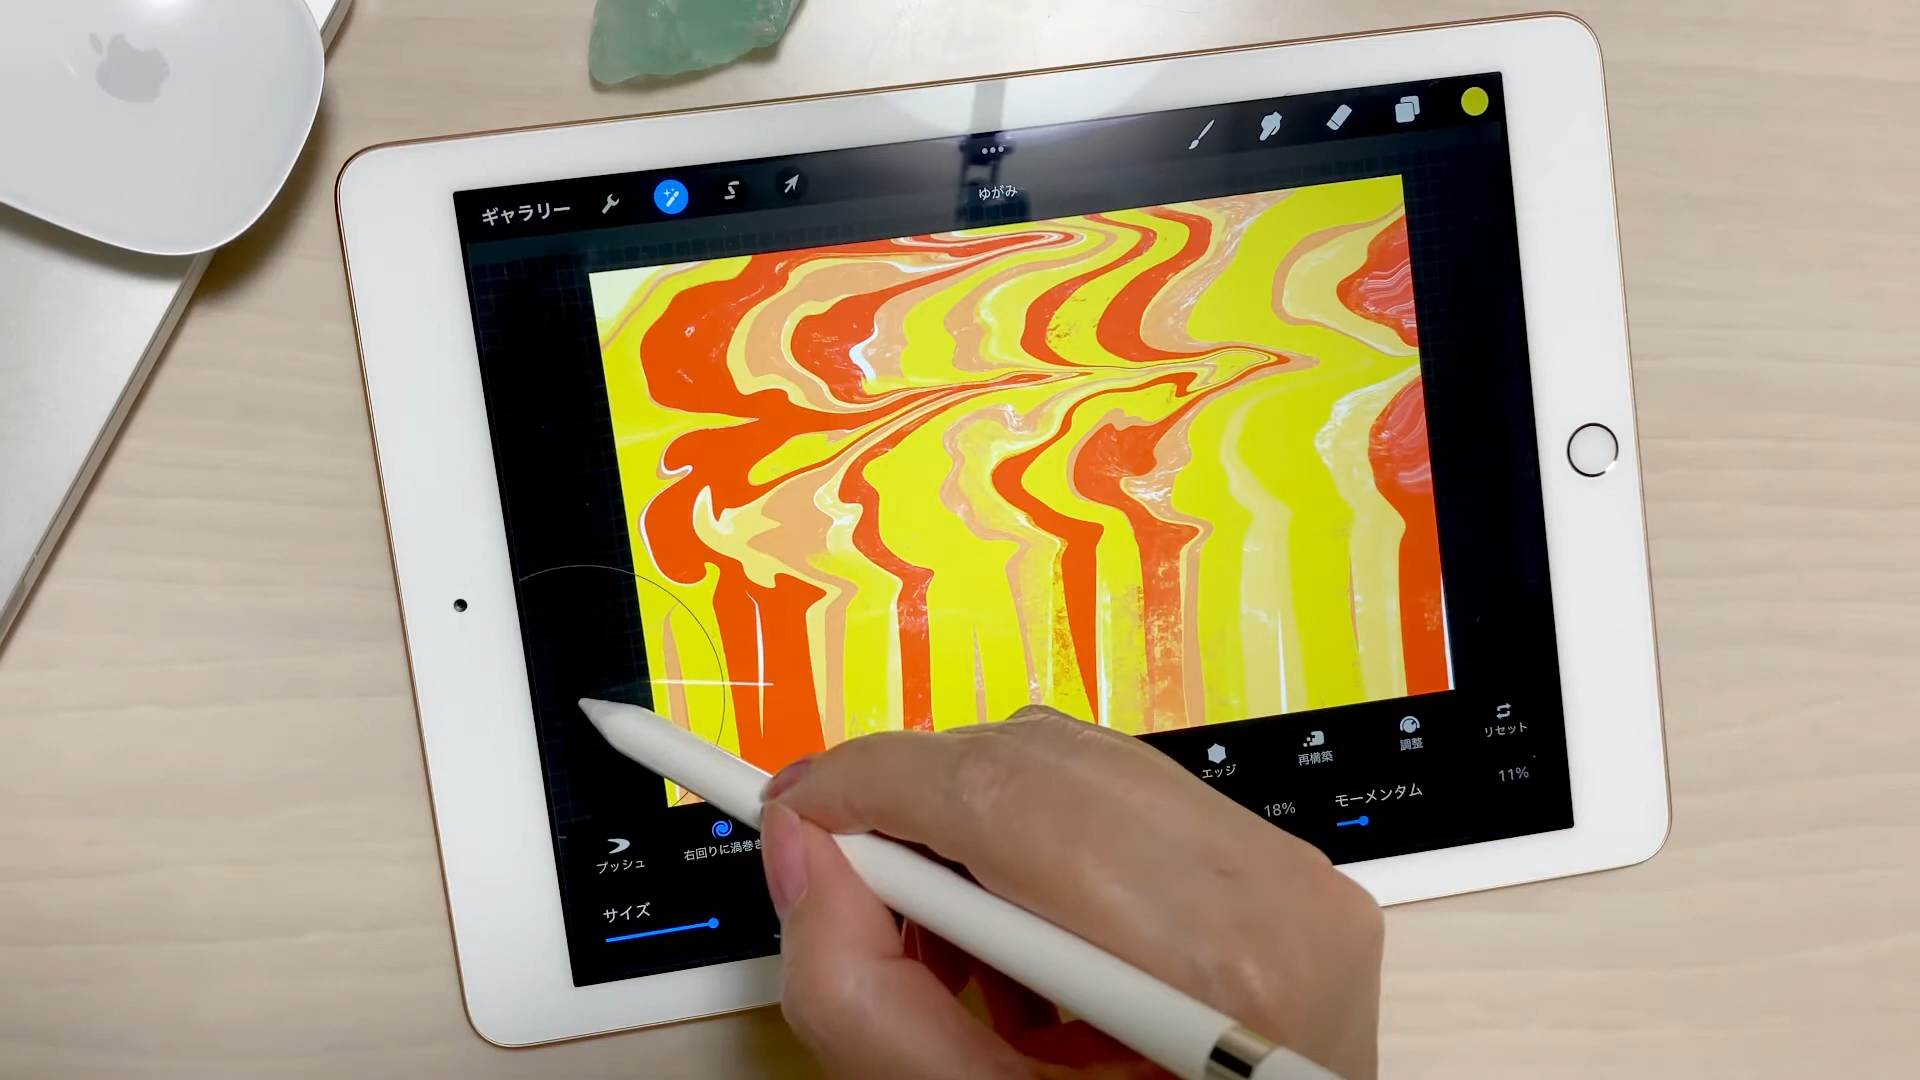 ギャラリー
ゆがみ
プッシュ
右回りに渦巻き
エッジ
再構築
調整
リセット
サイズ
18%
モーメンタム
11%